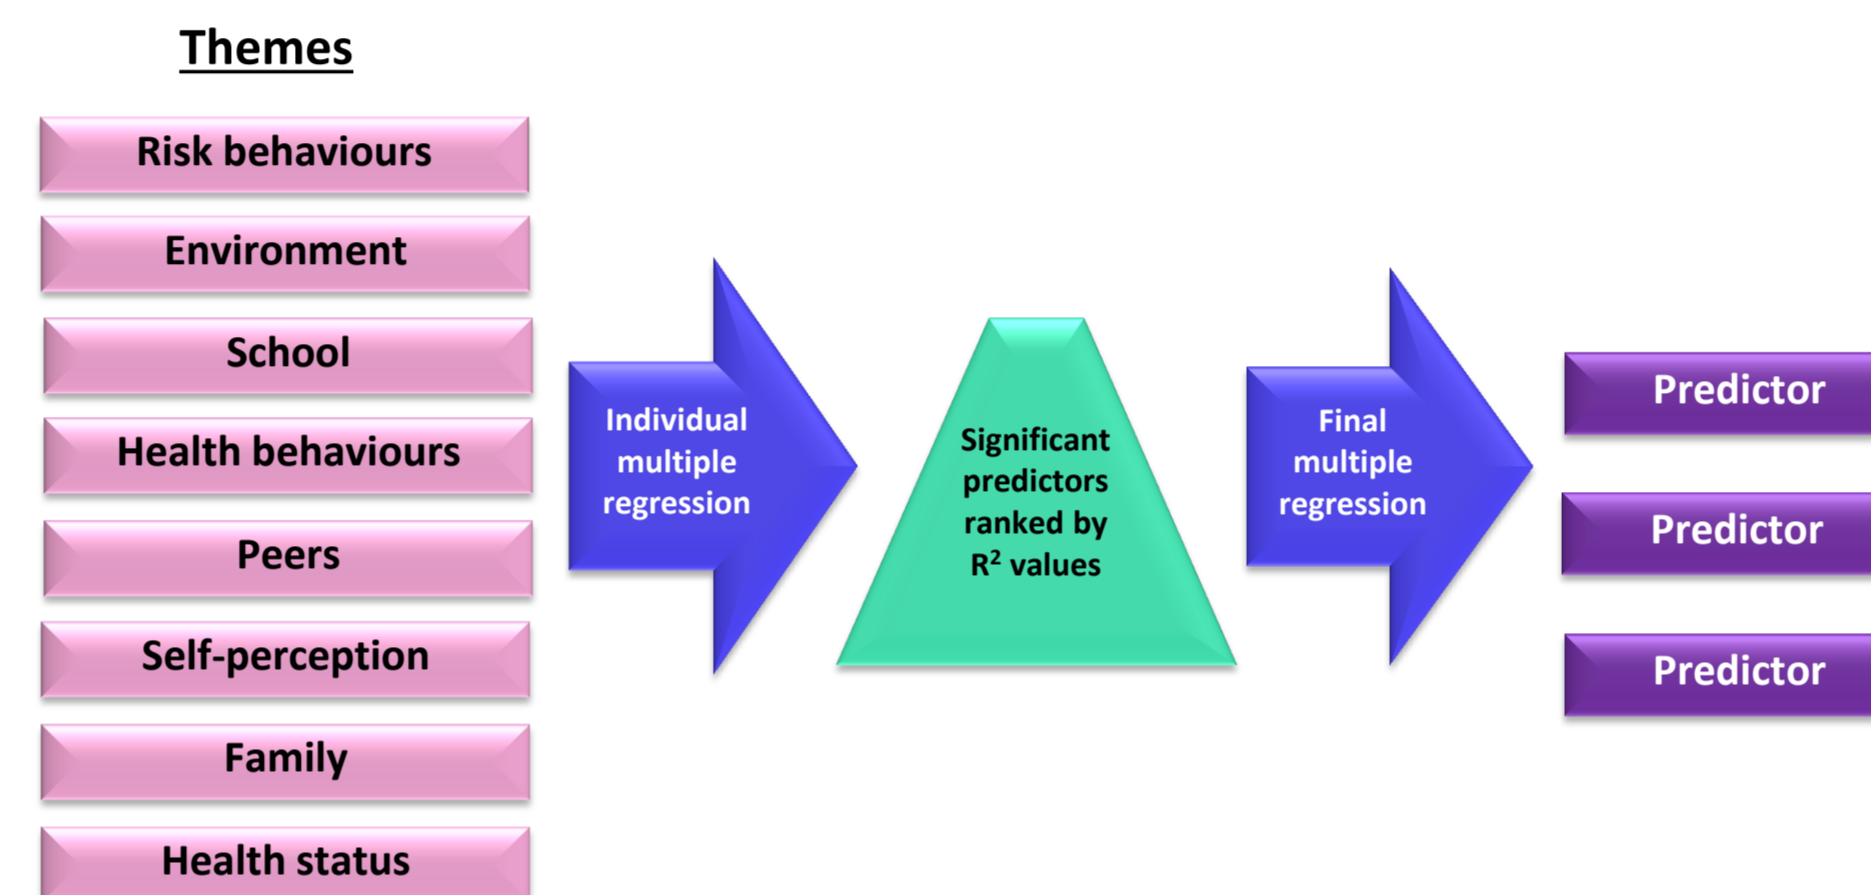 Themes
Risk behaviours
Environment
School
Health behaviours
Peers
Self-perception
Family
Health status
Individual
multiple
regression
Significant
predictors
ranked by
R² values
Final
multiple
regression
Predictor
Predictor
Predictor